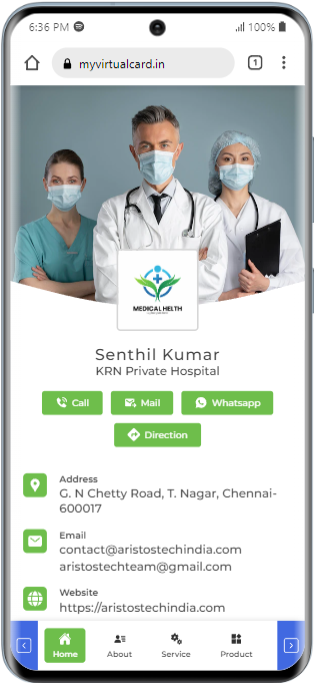 6:36 PM
100%
myvirtualcard.in
1
MEDICAL HELTH
Senthil Kumar
KRN Private Hospital
Call
Mail
Whatsapp
Direction
Address
G. N Chetty Road, T. Nagar, Chennai-
600017
Email
contact@aristostechindia.com
aristostechteam@gmail.com
Website
https://aristostechindia.com
Home
About
Service
Product